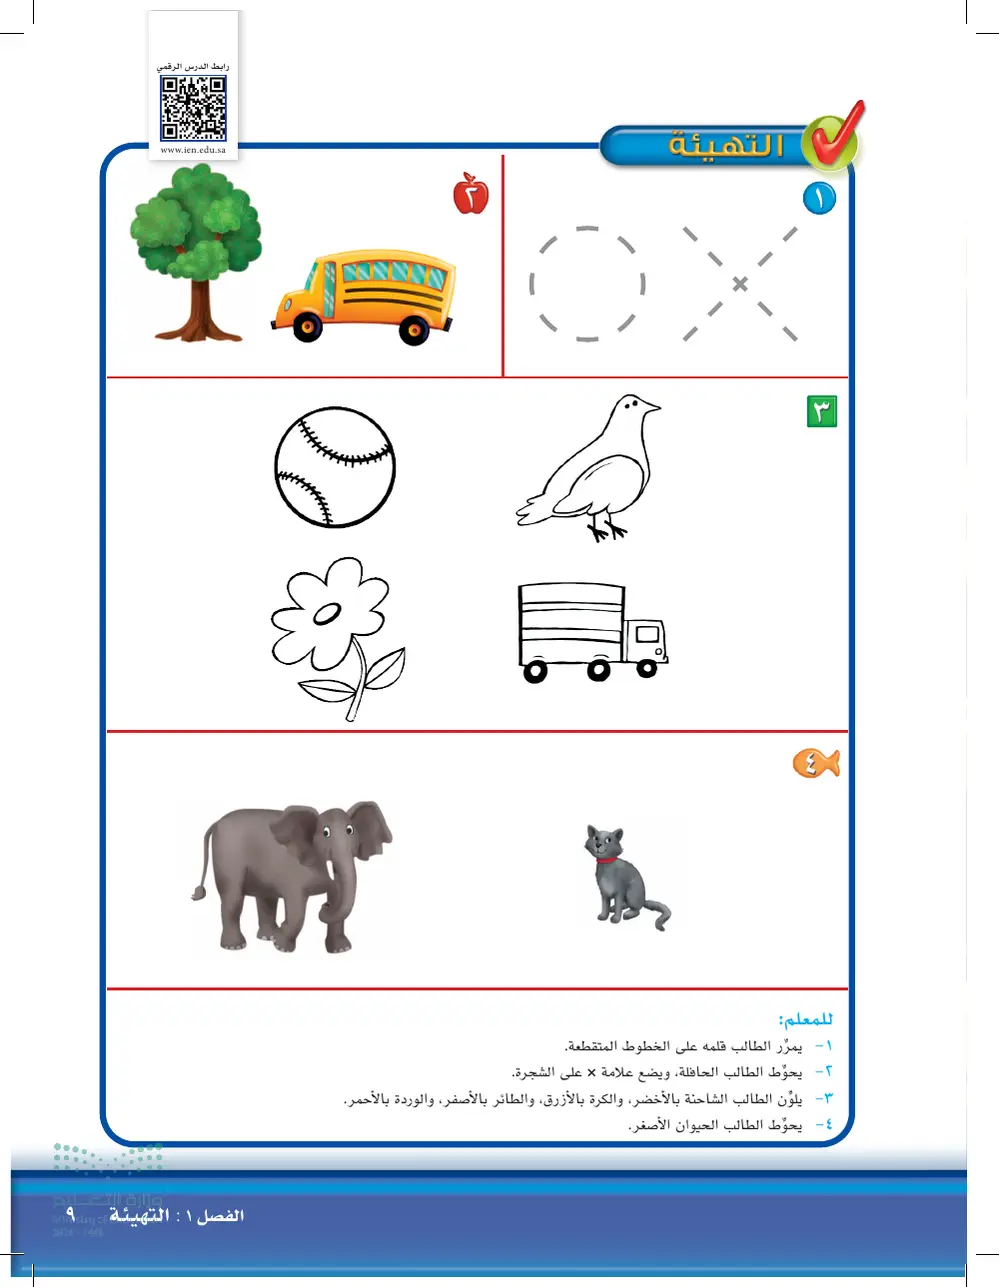 رابط الدرس الرقمي
www.ien.edu.sa
التهيئة
١
٢
٣
٤
للمعلم:
١- يمرِّر الطالب قلمه على الخطوط المتقطعة.
٢- يحوِّط الطالب الحافلة، ويضع علامة × على الشجرة.
٣- يلوِّن الطالب الشاحنة بالأخضر، والكرة بالأزرق، والطائر بالأصفر، والوردة بالأحمر.
٤- يحوِّط الطالب الحيوان الأصغر.
وزارة التعليم
الفصل ١ : التهيئة ٩